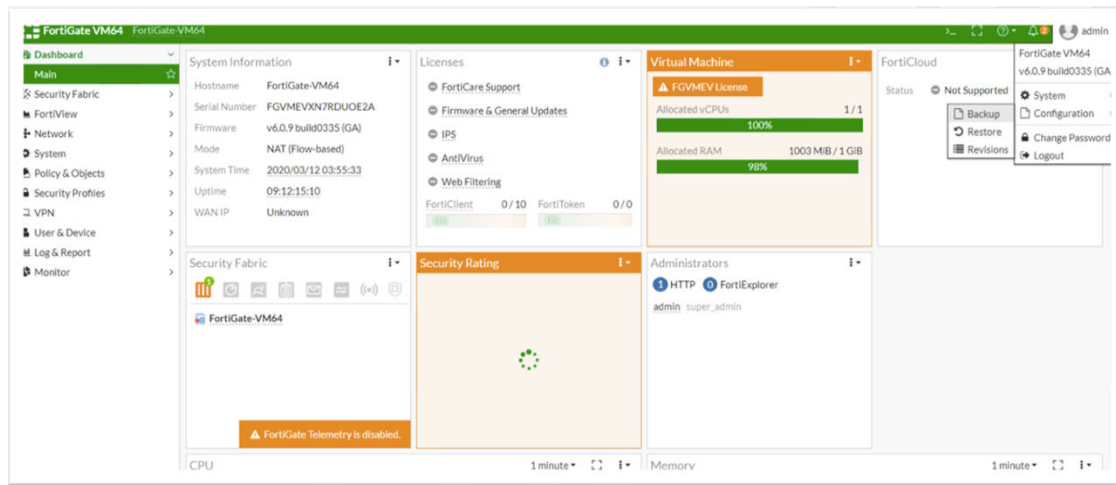 FortiGate VM64 FortiGate-VM64
admin
Dashboard
Main
Security Fabric
FortiView
Network
System
Policy & Objects
Security Profiles
VPN
User & Device
Log & Report
Monitor
System Information
Hostname FortiGate-VM64
Serial Number FGVMEVXN7RDUOE2A
Firmware v6.0.9 build0335 (GA)
Mode NAT (Flow-based)
System Time 2020/03/12 03:55:33
Uptime 09:12:15:10
WAN IP Unknown
Licenses
FortiCare Support
Firmware & General Updates
IPS
AntiVirus
Web Filtering
FortiClient 0/10 FortiToken 0/0
Virtual Machine
FGVMEV License
Allocated vCPUs 1/1
100%
Allocated RAM 1003 MiB / 1 GiB
98%
FortiCloud
Status Not Supported
FortiGate VM64
v6.0.9 build0335 (GA
System
Configuration
Change Password
Logout
Backup
Restore
Revisions
Security Fabric
FortiGate-VM64
FortiGate Telemetry is disabled.
Security Rating
Administrators
1 HTTP 0 FortiExplorer
admin super_admin
CPU 1 minute
Memory 1 minute